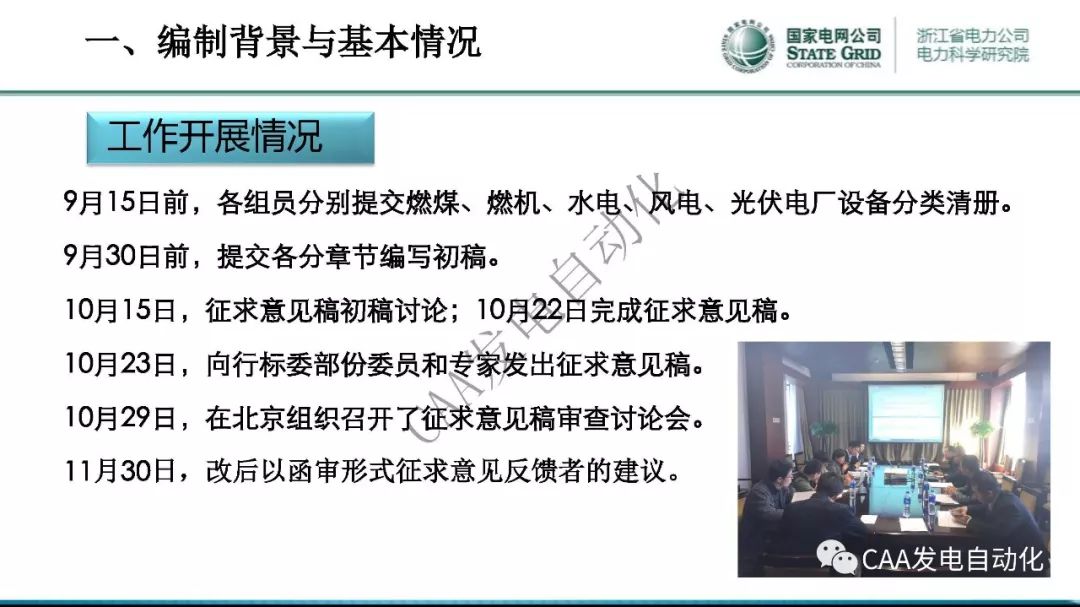 一、编制背景与基本情况
国家电网公司
STATE GRID
CORPORATION OF CHINA
浙江省电力公司
电力科学研究院
工作开展情况
9月15日前，各组员分别提交燃煤、燃机、水电、风电、光伏电厂设备分类清册。
9月30日前，提交各分章节编写初稿。
10月15日，征求意见稿初稿讨论；10月22日完成征求意见稿。
10月23日，向行标委部份委员和专家发出征求意见稿。
10月29日，在北京组织召开了征求意见稿审查讨论会。
11月30日，改后以函审形式征求意见反馈者的建议。
CAA发电自动化
CAA发电自动化